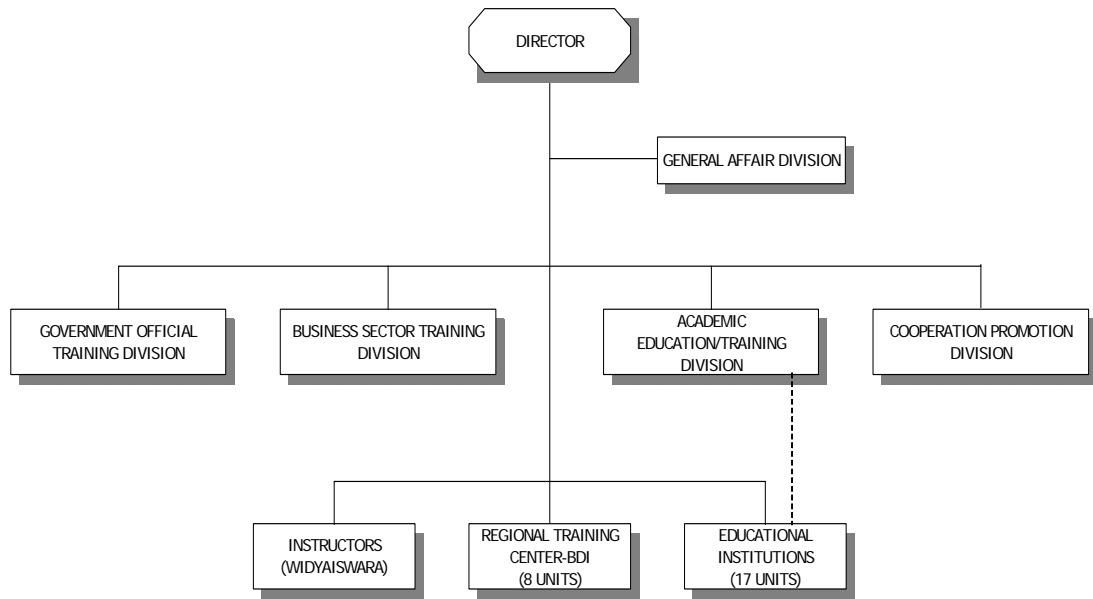 DIRECTOR
GENERAL AFFAIR DIVISION
GOVERNMENT OFFICIAL
TRAINING DIVISION
BUSINESS SECTOR TRAINING
DIVISION
ACADEMIC
EDUCATION/TRAINING
DIVISION
COOPERATION PROMOTION
DIVISION
INSTRUCTORS
(WIDYAISWARA)
REGIONAL TRAINING
CENTER-BDI
(8 UNITS)
EDUCATIONAL
INSTITUTIONS
(17 UNITS)